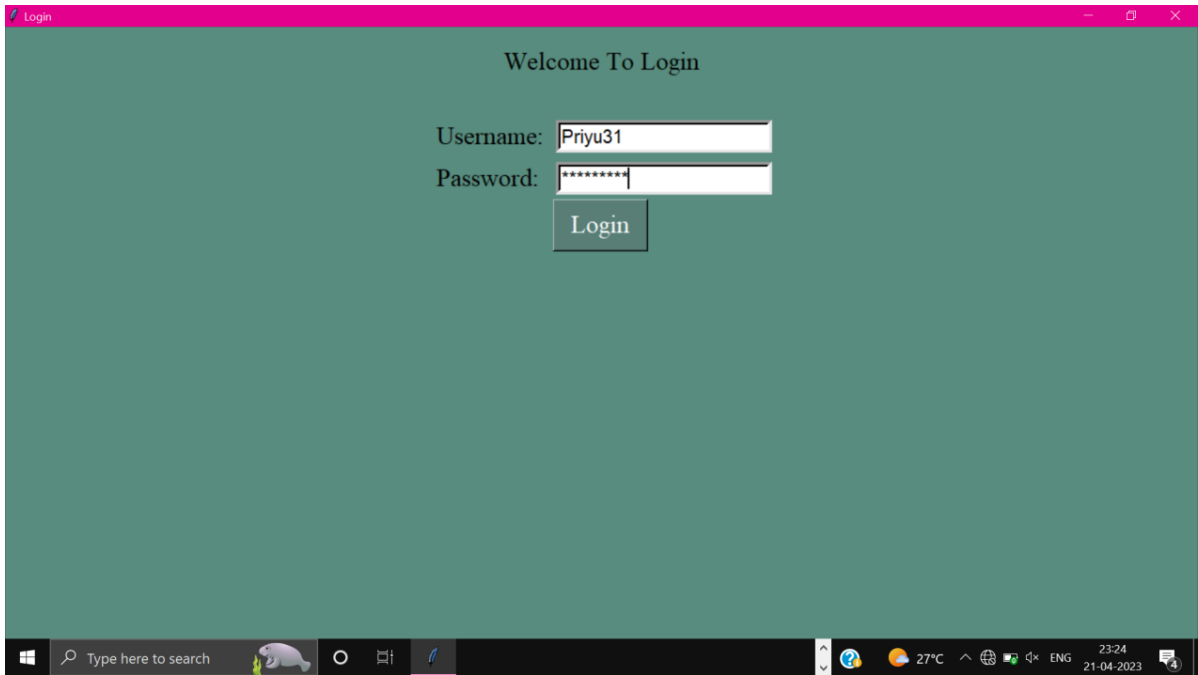 Login
Welcome To Login
Username: Priyu31
Password: *********
Login
Type here to search
27°C ENG 23:24
21-04-2023
4